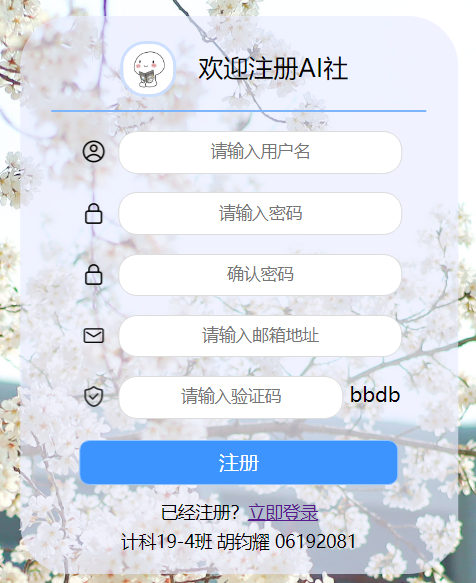 欢迎注册AI社
请输入用户名
请输入密码
确认密码
请输入邮箱地址
请输入验证码 bbdb
注册
已经注册？立即登录
计科19-4班 胡钧耀 06192081